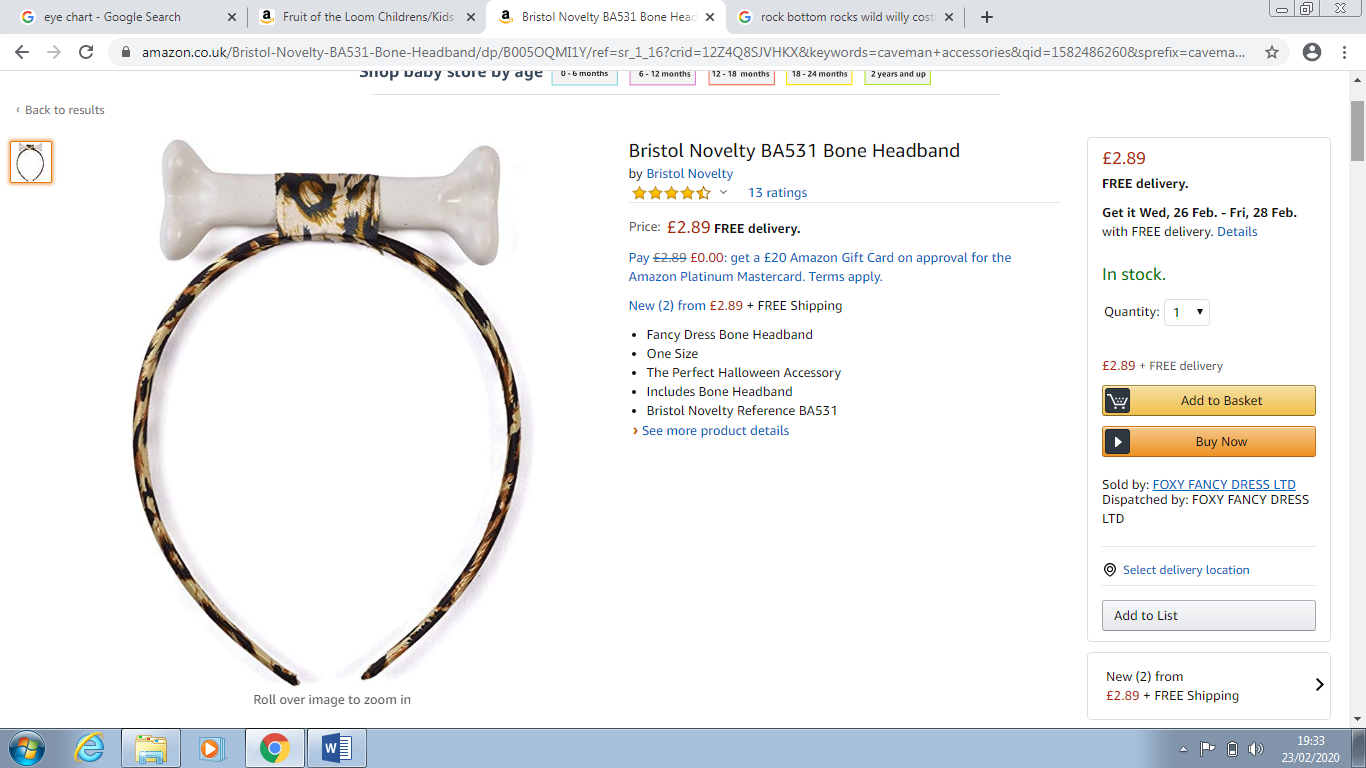 eye chart - Google Search
Fruit of the Loom Childrens/Kids
Bristol Novelty BA531 Bone Head
rock bottom rocks wild willy cost
amazon.co.uk/Bristol-Novelty-BA531-Bone-Headband/dp/B005OQMI1Y/ref=sr_1_16?crid=12Z4Q8SJVHKX&keywords=caveman+accessories&qid=1582486260&sprefix=cavema...
Shop baby store by age
0 - 6 months
6 - 12 months
12 - 18 months
18 - 24 months
2 years and up
‹ Back to results
Roll over image to zoom in
Bristol Novelty BA531 Bone Headband
by Bristol Novelty
13 ratings
Price: £2.89 FREE delivery.
Pay £2.89 £0.00: get a £20 Amazon Gift Card on approval for the
Amazon Platinum Mastercard. Terms apply.
New (2) from £2.89 + FREE Shipping
• Fancy Dress Bone Headband
• One Size
• The Perfect Halloween Accessory
• Includes Bone Headband
• Bristol Novelty Reference BA531
› See more product details
£2.89
FREE delivery.
Get it Wed, 26 Feb. - Fri, 28 Feb.
with FREE delivery. Details
In stock.
Quantity: 1
£2.89 + FREE delivery
Add to Basket
Buy Now
Sold by: FOXY FANCY DRESS LTD
Dispatched by: FOXY FANCY DRESS
LTD
Select delivery location
Add to List
New (2) from
£2.89 + FREE Shipping
19:33
23/02/2020